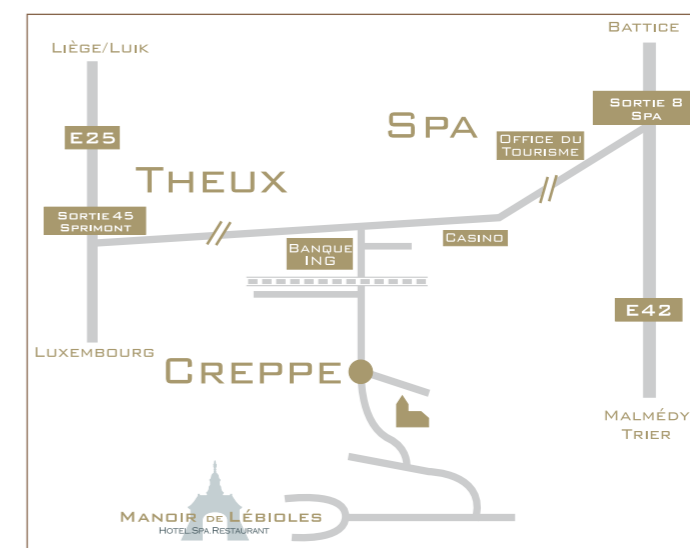 Liège/Luik
Battice
E25
Sortie 8
Spa
Spa
Office du
Tourisme
Theux
Sortie 45
Sprimont
Casino
Banque
ING
E42
Luxembourg
Creppe
Malmédy
Trier
Manoir de Lébioles
Hotel Spa Restaurant